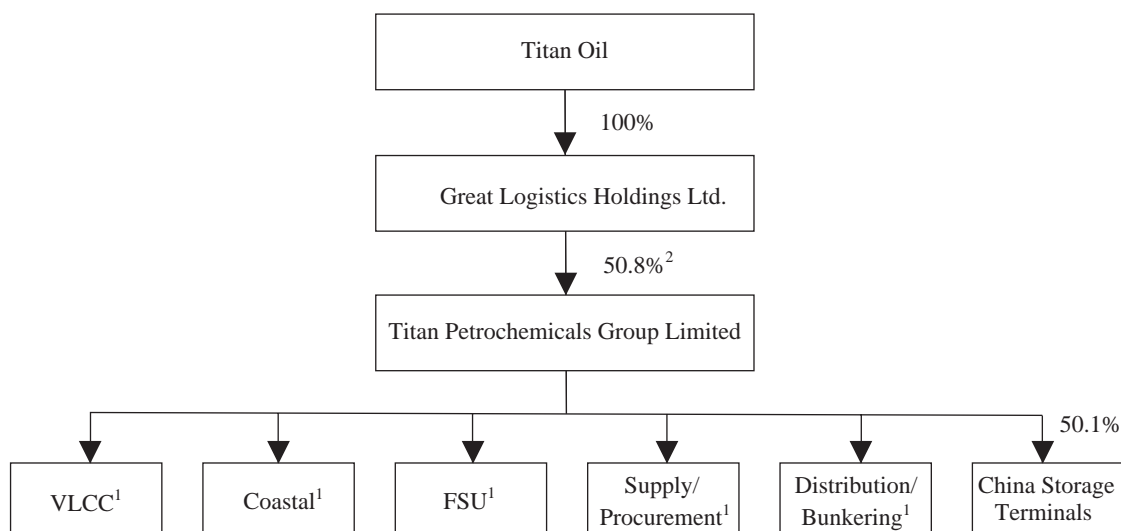 Titan Oil
100%
Great Logistics Holdings Ltd.
50.8%²
Titan Petrochemicals Group Limited
50.1%
VLCC¹
Coastal¹
FSU¹
Supply/
Procurement¹
Distribution/
Bunkering¹
China Storage
Terminals